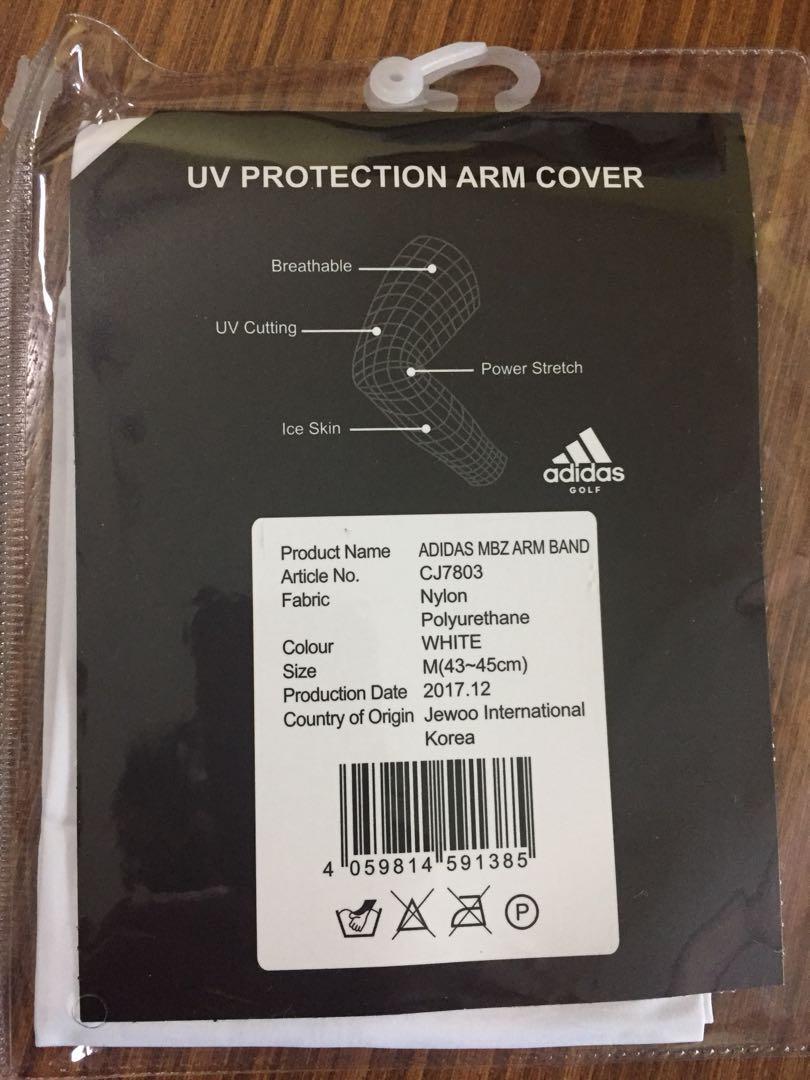 UV PROTECTION ARM COVER
Breathable
UV Cutting
Power Stretch
Ice Skin
adidas
GOLF
Product Name ADIDAS MBZ ARM BAND
Article No. CJ7803
Fabric Nylon
Polyurethane
Colour WHITE
Size M(43~45cm)
Production Date 2017.12
Country of Origin Jewoo International
Korea
4 059814 591385
P